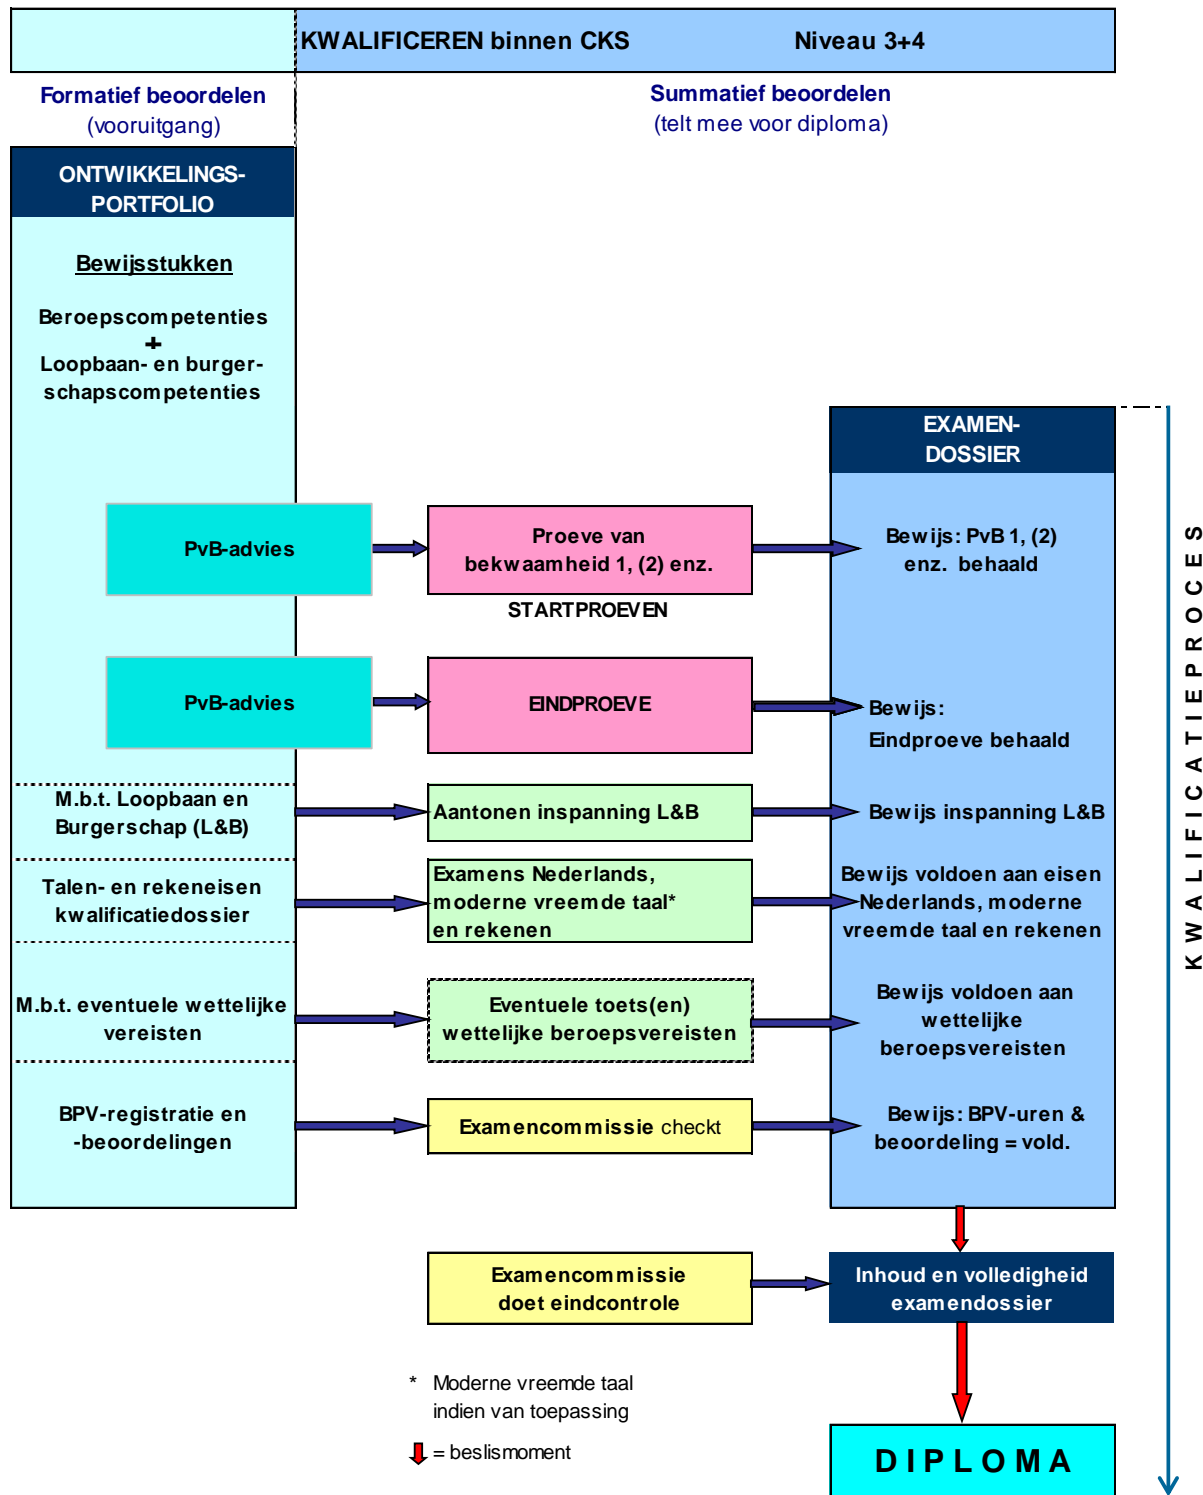 KWALIFICEREN binnen CKS Niveau 3+4
Formatief beoordelen
(vooruitgang)
Summatief beoordelen
(telt mee voor diploma)
ONTWIKKELINGS-
PORTFOLIO
Bewijsstukken
Beroepscompetenties
+
Loopbaan- en burger-
schapscompetenties
EXAMEN-
DOSSIER
PvB-advies
Proeve van
bekwaamheid 1, (2) enz.
STARTPROEVEN
Bewijs: PvB 1, (2)
enz. behaald
PvB-advies
EINDPROEVE
Bewijs:
Eindproeve behaald
M.b.t. Loopbaan en
Burgerschap (L&B)
Aantonen inspanning L&B
Bewijs inspanning L&B
Talen- en rekeneisen
kwalificatiedossier
Examens Nederlands,
moderne vreemde taal*
en rekenen
Bewijs voldoen aan eisen
Nederlands, moderne
vreemde taal en rekenen
M.b.t. eventuele wettelijke
vereisten
Eventuele toets(en)
wettelijke beroepsvereisten
Bewijs voldoen aan
wettelijke
beroepsvereisten
BPV-registratie en
-beoordelingen
Examencommissie checkt
Bewijs: BPV-uren &
beoordeling = vold.
Examencommissie
doet eindcontrole
Inhoud en volledigheid
examendossier
* Moderne vreemde taal
indien van toepassing
= beslismoment
DIPLOMA
KWALIFICATIEPROCES